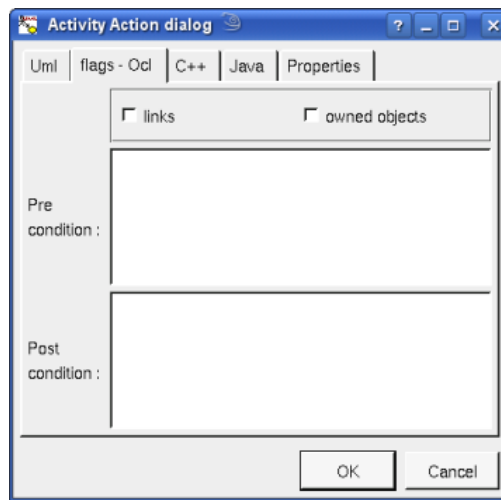 Activity Action dialog ?
Uml flags - Ocl C++ Java Properties
links owned objects
Pre
condition :
Post
condition :
OK Cancel